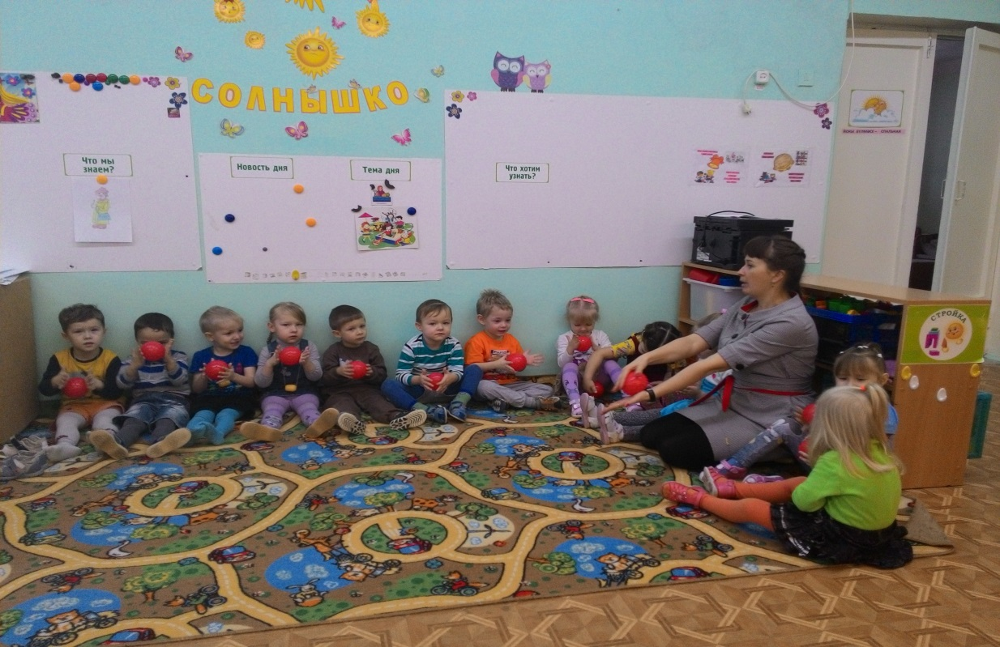 СОЛНЫШКО
Что мы
знаем?
Новость дня
Тема дня
Что хотим
узнать?
СТРОЙКА